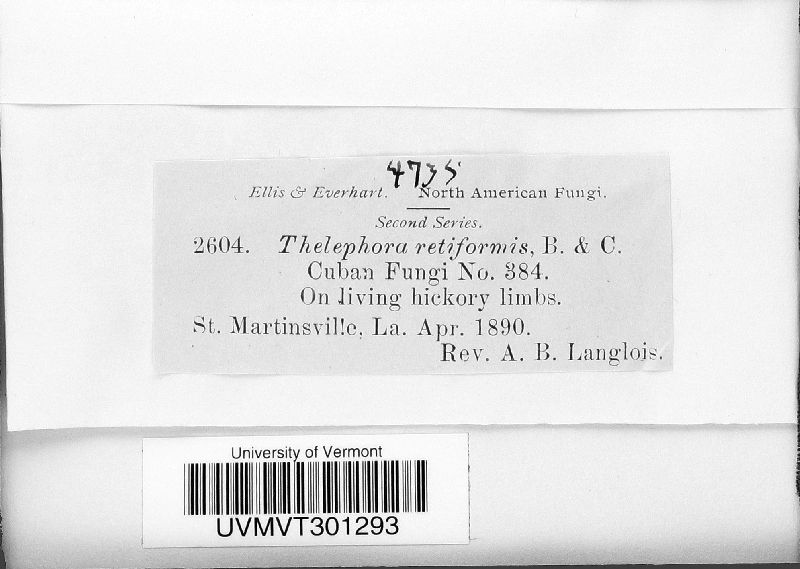 4735
Ellis & Everhart. North American Fungi.
Second Series.
2604. Thelephora retiformis, B. & C.
Cuban Fungi No. 384.
On living hickory limbs.
St. Martinsville, La. Apr. 1890.
Rev. A. B. Langlois.
University of Vermont
UVMVT301293